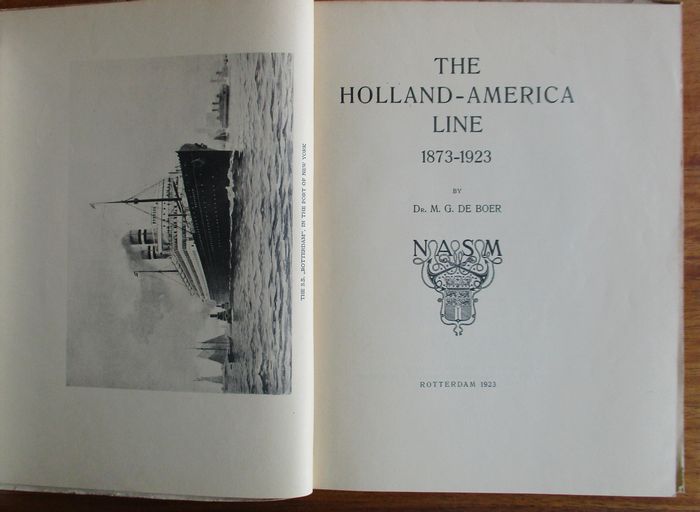 THE S.S. „ROTTERDAM", IN THE PORT OF NEW YORK
THE
HOLLAND-AMERICA
LINE
1873-1923
BY
DR. M. G. DE BOER
N.A.S.M
ROTTERDAM 1923